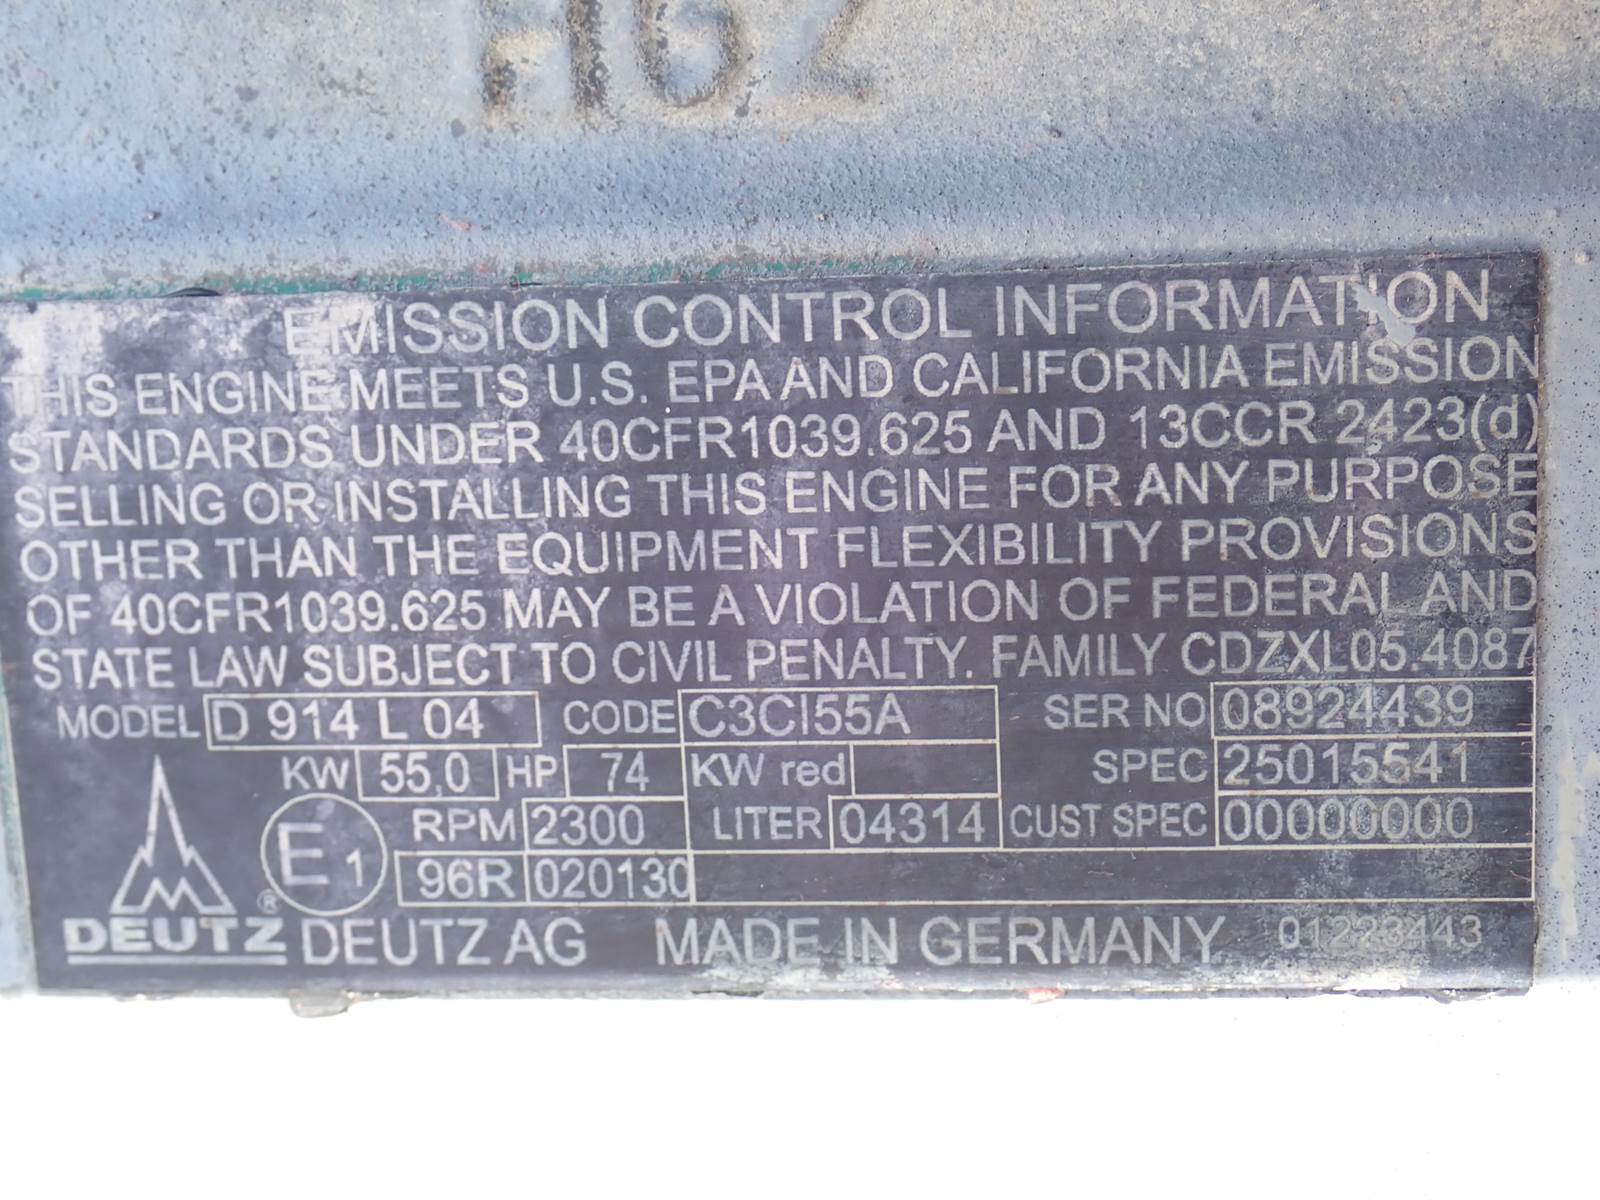 HGZ
EMISSION CONTROL INFORMATION
THIS ENGINE MEETS U.S. EPA AND CALIFORNIA EMISSION
STANDARDS UNDER 40CFR1039.625 AND 13CCR 2423(d)
SELLING OR INSTALLING THIS ENGINE FOR ANY PURPOSE
OTHER THAN THE EQUIPMENT FLEXIBILITY PROVISIONS
OF 40CFR1039.625 MAY BE A VIOLATION OF FEDERAL AND
STATE LAW SUBJECT TO CIVIL PENALTY. FAMILY CDZXL05.4087
MODEL D 914 L 04 CODE C3CI55A SER NO 08924439
KW 55,0 HP 74 KW red SPEC 25015541
E1 RPM 2300 LITER 04314 CUST SPEC 00000000
96R 020130
DEUTZ® DEUTZ AG MADE IN GERMANY 01223443